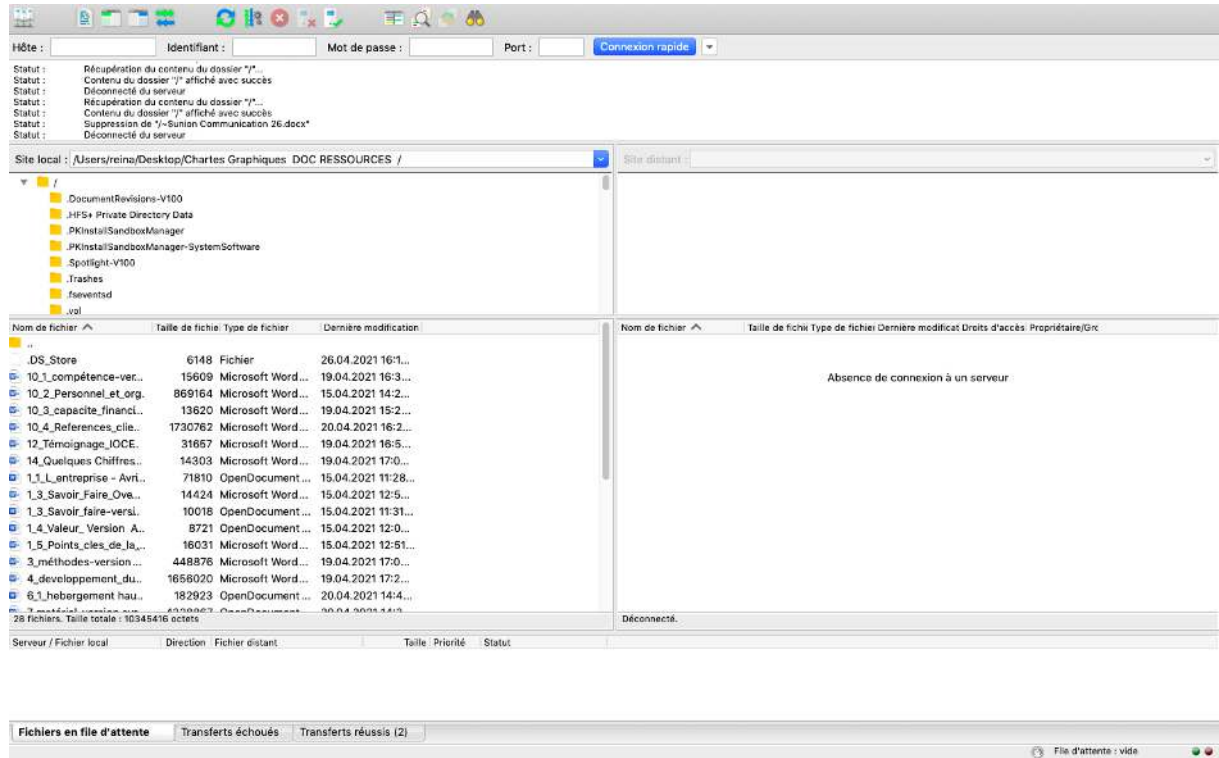 Hôte : Identifiant : Mot de passe : Port : Connexion rapide
Statut : Récupération du contenu du dossier "/"...
Statut : Contenu du dossier "/" affiché avec succès
Statut : Déconnecté du serveur
Statut : Récupération du contenu du dossier "/"...
Statut : Contenu du dossier "/" affiché avec succès
Statut : Suppression de "/~Sunion Communication 26.docx"
Statut : Déconnecté du serveur
Site local : /Users/reina/Desktop/Chartes Graphiques DOC RESSOURCES / Site distant :
/
.DocumentRevisions-V100
.HFS+ Private Directory Data
.PKInstallSandboxManager
.PKInstallSandboxManager-SystemSoftware
.Spotlight-V100
.Trashes
.fseventsd
.vol
Nom de fichier Taille de fichie Type de fichier Dernière modification Nom de fichier Taille de fichie Type de fichier Dernière modificat Droits d'accès Propriétaire/Grc
..
.DS_Store 6148 Fichier 26.04.2021 16:1...
10_1_compétence-ver... 15609 Microsoft Word... 19.04.2021 16:3...
10_2_Personnel_et_org. 869164 Microsoft Word... 15.04.2021 14:2...
10_3_capacite_financi.. 13620 Microsoft Word... 19.04.2021 15:2...
10_4_References_clie.. 1730762 Microsoft Word... 20.04.2021 16:2...
12_Témoignage_IOCE. 31657 Microsoft Word... 19.04.2021 16:5...
14_Quelques Chiffres... 14303 Microsoft Word... 19.04.2021 17:0...
1_1_L_entreprise - Avri... 71810 OpenDocument... 15.04.2021 11:28...
1_3_Savoir_Faire_Ove... 14424 Microsoft Word... 15.04.2021 12:5...
1_3_Savoir_faire-versi.. 10018 OpenDocument... 15.04.2021 11:31...
1_4_Valeur_ Version A... 8721 OpenDocument... 15.04.2021 12:0...
1_5_Points_cles_de_la_... 16031 Microsoft Word... 15.04.2021 12:51...
3_méthodes-version... 448876 Microsoft Word... 19.04.2021 17:0...
4_developpement_du... 1656020 Microsoft Word... 19.04.2021 17:2...
6_1_hebergement hau... 182923 OpenDocument... 20.04.2021 14:4...
Absence de connexion à un serveur
28 fichiers. Taille totale : 10345416 octets Déconnecté.
Serveur / Fichier local Direction Fichier distant Taille Priorité Statut
Fichiers en file d'attente Transferts échoués Transferts réussis (2)
File d'attente : vide